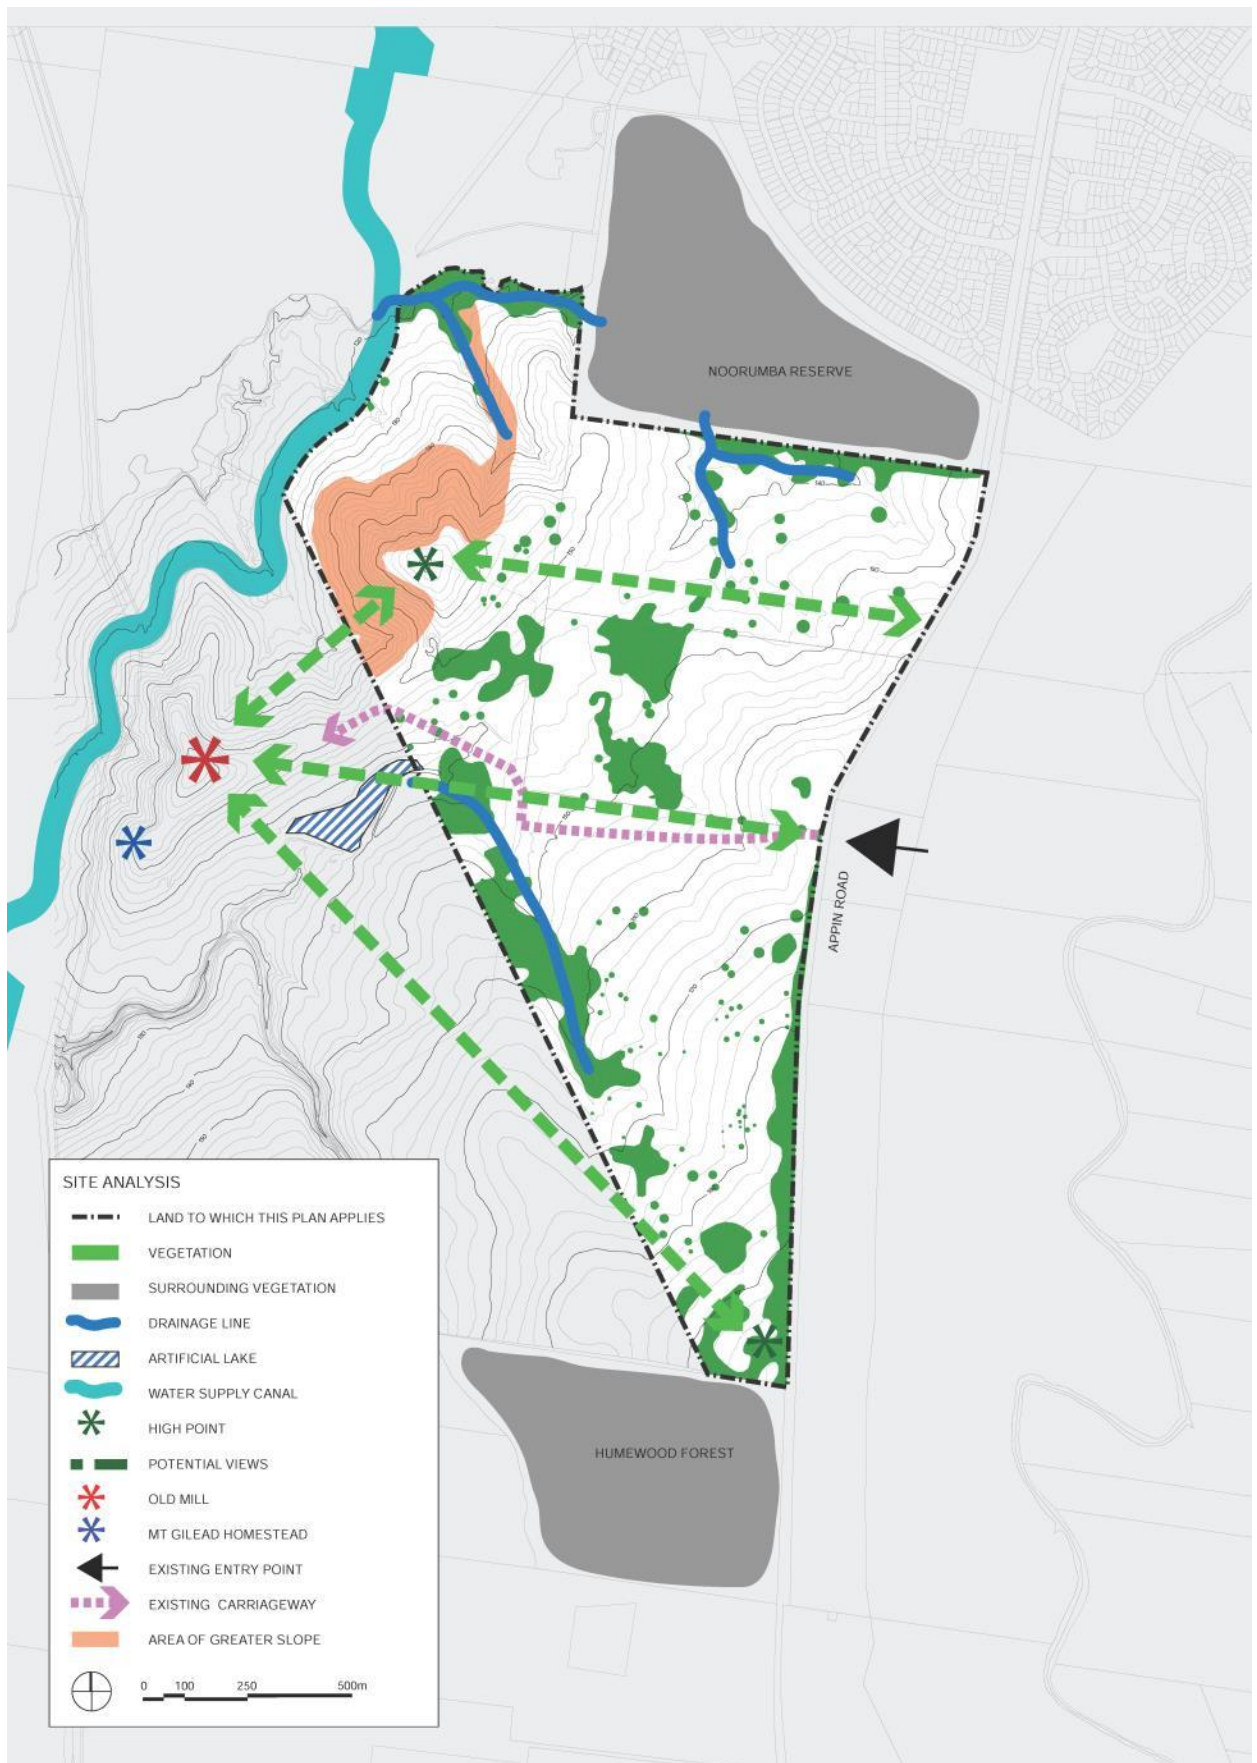 NOORUMBA RESERVE
APPIN ROAD
HUMEWOOD FOREST
SITE ANALYSIS
LAND TO WHICH THIS PLAN APPLIES
VEGETATION
SURROUNDING VEGETATION
DRAINAGE LINE
ARTIFICIAL LAKE
WATER SUPPLY CANAL
HIGH POINT
POTENTIAL VIEWS
OLD MILL
MT GILEAD HOMESTEAD
EXISTING ENTRY POINT
EXISTING CARRIAGEWAY
AREA OF GREATER SLOPE
0 100 250 500m